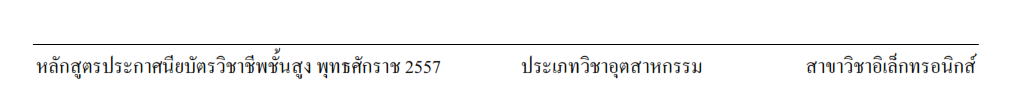 หลักสูตรประกาศนียบัตรวิชาชีพชั้นสูง พุทธศักราช 2557 ประเภทวิชาอุตสาหกรรม สาขาวิชาอิเล็กทรอนิกส์